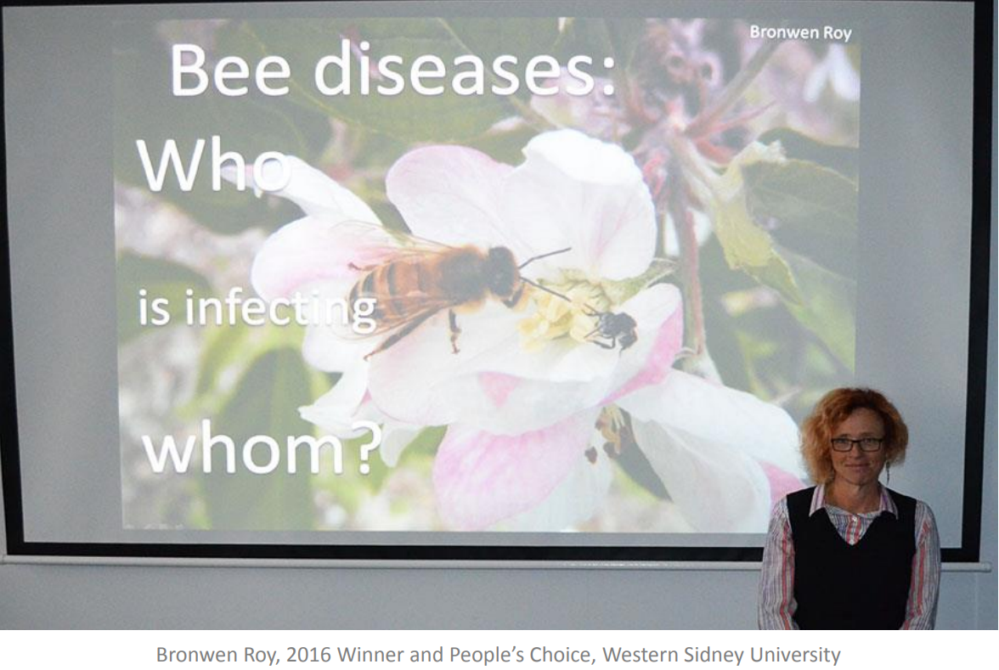 Bronwen Roy
Bee diseases:
Who
is infecting
whom?
Bronwen Roy, 2016 Winner and People’s Choice, Western Sidney University